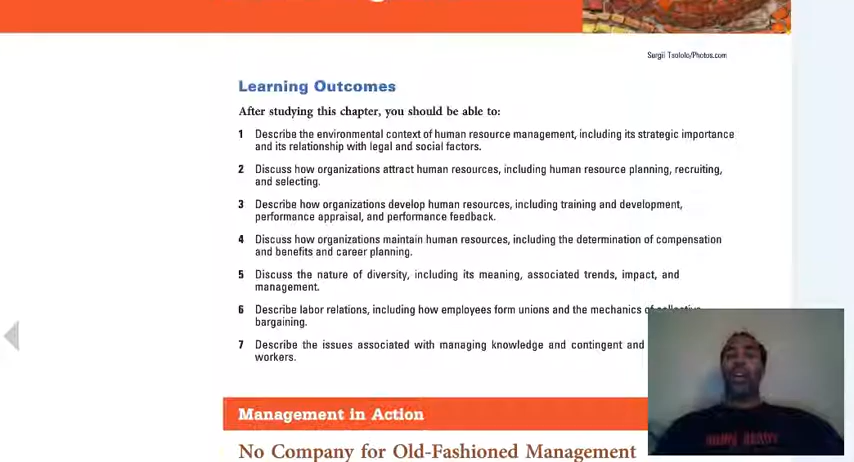 Sergii Tsololo/Photos.com
Learning Outcomes
After studying this chapter, you should be able to:
1 Describe the environmental context of human resource management, including its strategic importance
and its relationship with legal and social factors.
2 Discuss how organizations attract human resources, including human resource planning, recruiting,
and selecting.
3 Describe how organizations develop human resources, including training and development,
performance appraisal, and performance feedback.
4 Discuss how organizations maintain human resources, including the determination of compensation
and benefits and career planning.
5 Discuss the nature of diversity, including its meaning, associated trends, impact, and
management.
6 Describe labor relations, including how employees form unions and the mechanics of collective
bargaining.
7 Describe the issues associated with managing knowledge and contingent and
workers.
Management in Action
No Company for Old-Fashioned Management